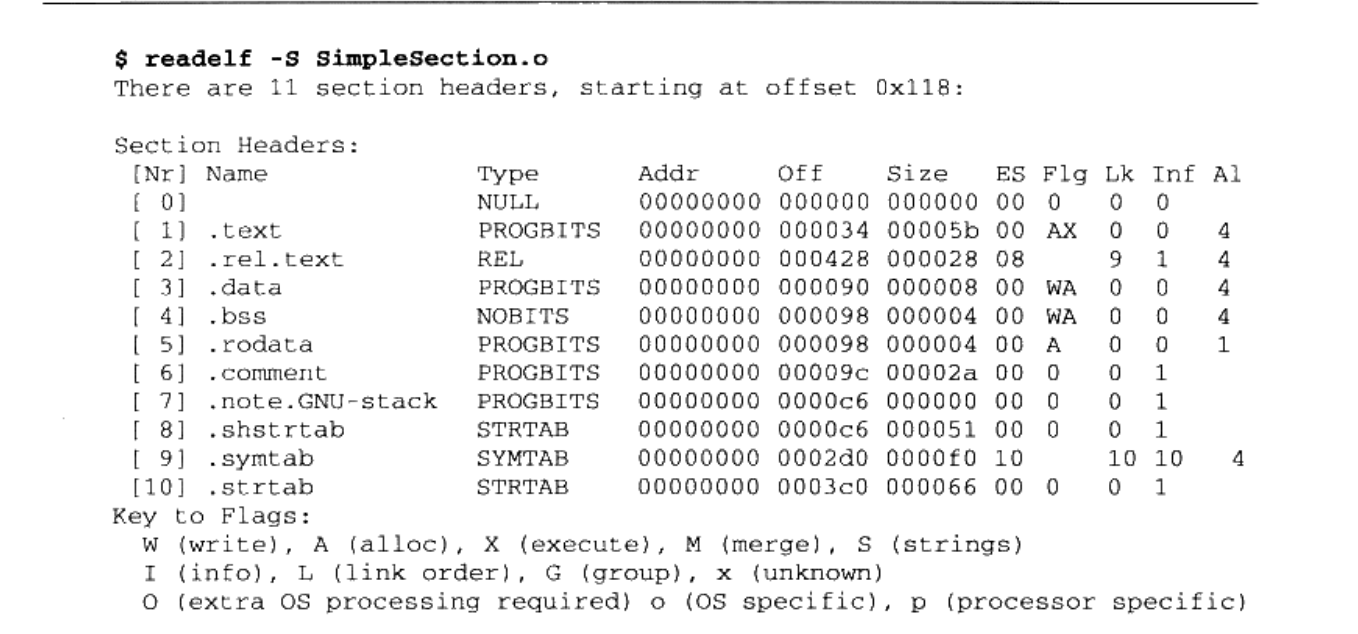 $ readelf -S SimpleSection.o
There are 11 section headers, starting at offset 0x118:
Section Headers:
[Nr] Name Type Addr Off Size ES Flg Lk Inf Al
[ 0] NULL 00000000 000000 000000 00 0 0 0
[ 1] .text PROGBITS 00000000 000034 00005b 00 AX 0 0 4
[ 2] .rel.text REL 00000000 000428 000028 08 9 1 4
[ 3] .data PROGBITS 00000000 000090 000008 00 WA 0 0 4
[ 4] .bss NOBITS 00000000 000098 000004 00 WA 0 0 4
[ 5] .rodata PROGBITS 00000000 000098 000004 00 A 0 0 1
[ 6] .comment PROGBITS 00000000 00009c 00002a 00 0 0 1
[ 7] .note.GNU-stack PROGBITS 00000000 0000c6 000000 00 0 0 1
[ 8] .shstrtab STRTAB 00000000 0000c6 000051 00 0 0 1
[ 9] .symtab SYMTAB 00000000 0002d0 0000f0 10 10 10 4
[10] .strtab STRTAB 00000000 0003c0 000066 00 0 0 1
Key to Flags:
W (write), A (alloc), X (execute), M (merge), S (strings)
I (info), L (link order), G (group), x (unknown)
O (extra OS processing required) o (OS specific), p (processor specific)